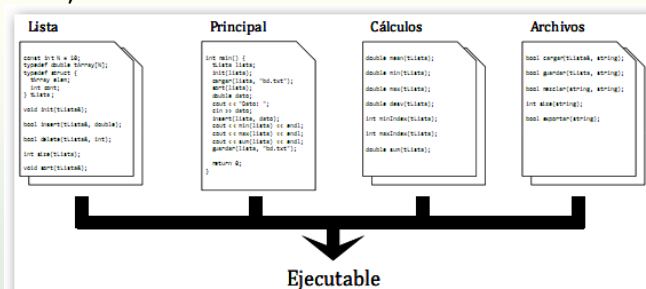 Lista
const int N = 10;
typedef double tArray[N];
typedef struct {
tArray elem;
int cont;
} tLista;
void init(tLista&);
bool insert(tLista&, double);
bool delete(tLista&, int);
int size(tLista);
void sort(tLista&);
Principal
int main() {
tLista lista;
init(lista);
cargar(lista, "bd.txt");
sort(lista);
double dato;
cout << "Dato: ";
cin >> dato;
insert(lista, dato);
cout << min(lista) << endl;
cout << max(lista) << endl;
cout << sum(lista) << endl;
guardar(lista, "bd.txt");
return 0;
}
Cálculos
double mean(tLista);
double min(tLista);
double max(tLista);
double desv(tLista);
int minIndex(tLista);
int maxIndex(tLista);
double sum(tLista);
Archivos
bool cargar(tLista&, string);
bool guardar(tLista, string);
bool mezclar(string, string);
int size(string);
bool exportar(string);
Ejecutable